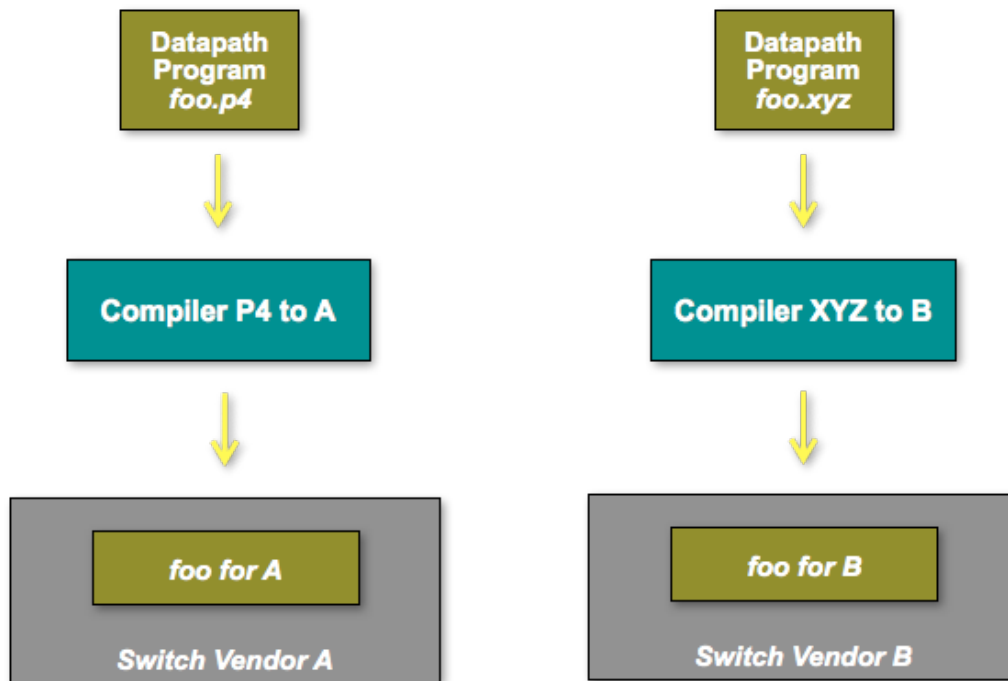 Datapath
Program
foo.p4
Datapath
Program
foo.xyz
Compiler P4 to A
Compiler XYZ to B
foo for A
foo for B
Switch Vendor A
Switch Vendor B